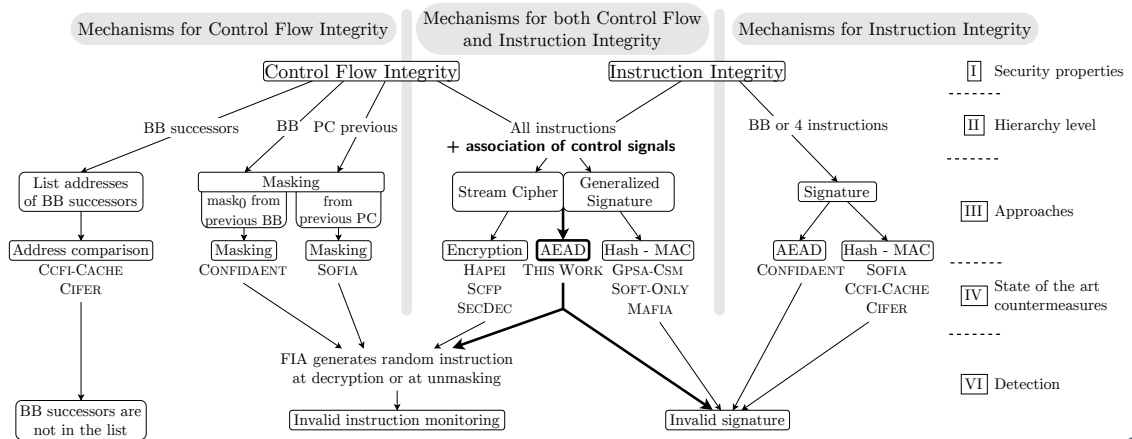 Mechanisms for Control Flow Integrity
Mechanisms for both Control Flow
and Instruction Integrity
Mechanisms for Instruction Integrity
Control Flow Integrity
Instruction Integrity
I Security properties
BB successors
BB
PC previous
All instructions
+ association of control signals
BB or 4 instructions
II Hierarchy level
List addresses
of BB successors
Masking
mask0 from
previous BB
from
previous PC
Stream Cipher
Generalized
Signature
Signature
III Approaches
Address comparison
CCFI-CACHE
CIFER
Masking
CONFIDAENT
Masking
SOFIA
Encryption
HAPEI
SCFP
SECDEC
AEAD
THIS WORK
Hash - MAC
GPSA-CSM
SOFT-ONLY
MAFIA
AEAD
CONFIDAENT
Hash - MAC
SOFIA
CCFI-CACHE
CIFER
IV State of the art
countermeasures
FIA generates random instruction
at decryption or at unmasking
VI Detection
BB successors are
not in the list
Invalid instruction monitoring
Invalid signature